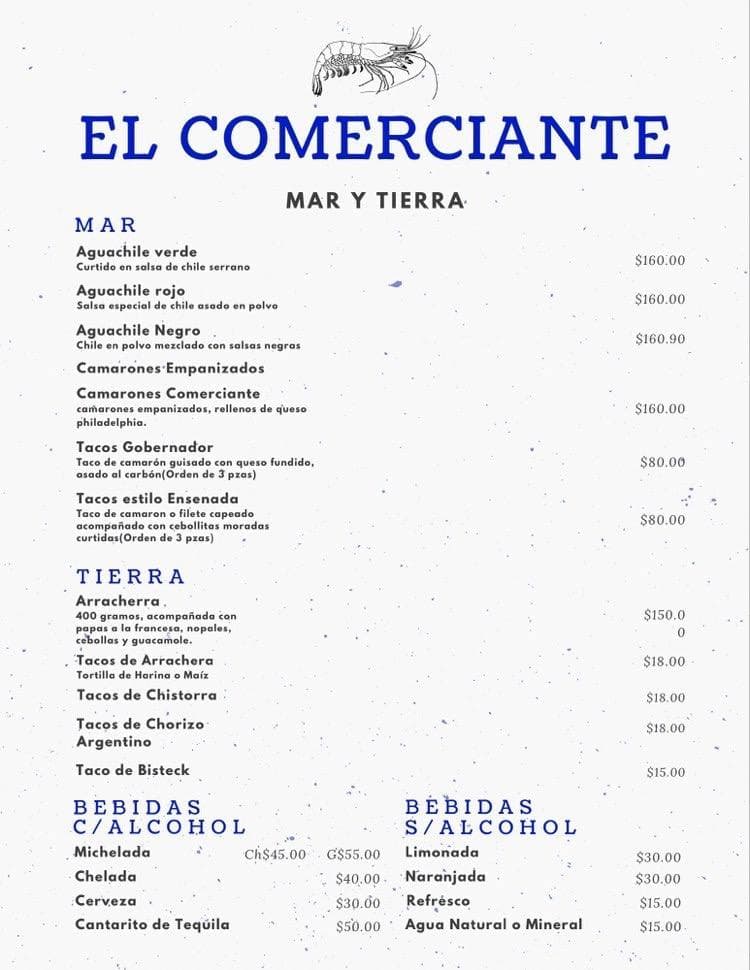 EL COMERCIANTE
MAR Y TIERRA
MAR
Aguachile verde
Curtido en salsa de chile serrano
$160.00
Aguachile rojo
Salsa especial de chile asado en polvo
$160.00
Aguachile Negro
Chile en polvo mezclado con salsas negras
$160.90
Camarones Empanizados
Camarones Comerciante
camarones empanizados, rellenos de queso
philadelphia.
$160.00
Tacos Gobernador
Taco de camarón guisado con queso fundido,
asado al carbón(Orden de 3 pzas)
$80.00
Tacos estilo Ensenada
Taco de camaron o filete capeado
acompañado con cebollitas moradas
curtidas(Orden de 3 pzas)
$80.00
TIERRA
Arracherra
400 gramos, acompañada con
papas a la francesa, nopales,
cebollas y guacamole.
$150.0
0
Tacos de Arrachera
Tortilla de Harina o Maíz
$18.00
Tacos de Chistorra
$18.00
Tacos de Chorizo
Argentino
$18.00
Taco de Bisteck
$15.00
BEBIDAS
C/ALCOHOL
Michelada Ch$45.00 G$55.00
Chelada $40.00
Cerveza $30.00
Cantarito de Tequila $50.00
BEBIDAS
S/ALCOHOL
Limonada $30.00
Naranjada $30.00
Refresco $15.00
Agua Natural o Mineral $15.00